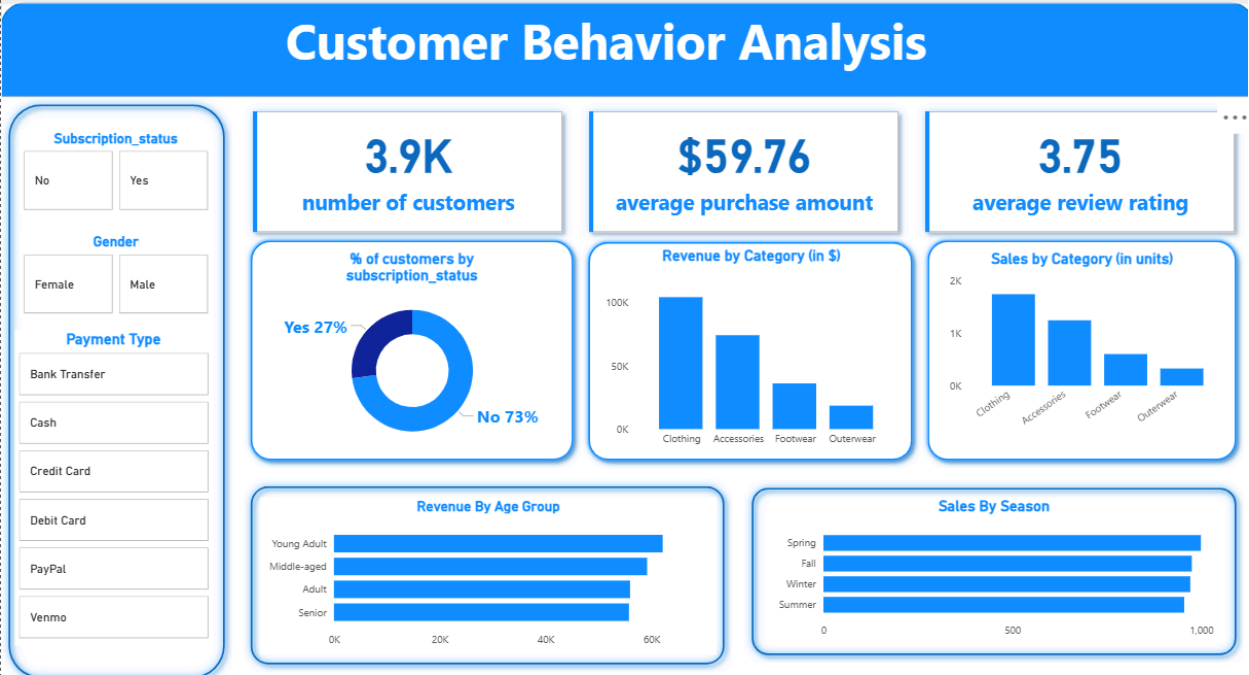 Customer Behavior Analysis
Subscription_status
No
Yes
Gender
Female
Male
Payment Type
Bank Transfer
Cash
Credit Card
Debit Card
PayPal
Venmo
3.9K
number of customers
$59.76
average purchase amount
3.75
average review rating
% of customers by
subscription_status
Yes 27%
No 73%
Revenue by Category (in $)
100K
50K
0K
Clothing
Accessories
Footwear
Outerwear
Sales by Category (in units)
2K
1K
0K
Clothing
Accessories
Footwear
Outerwear
Revenue By Age Group
Young Adult
Middle-aged
Adult
Senior
0K
20K
40K
60K
Sales By Season
Spring
Fall
Winter
Summer
0
500
1,000